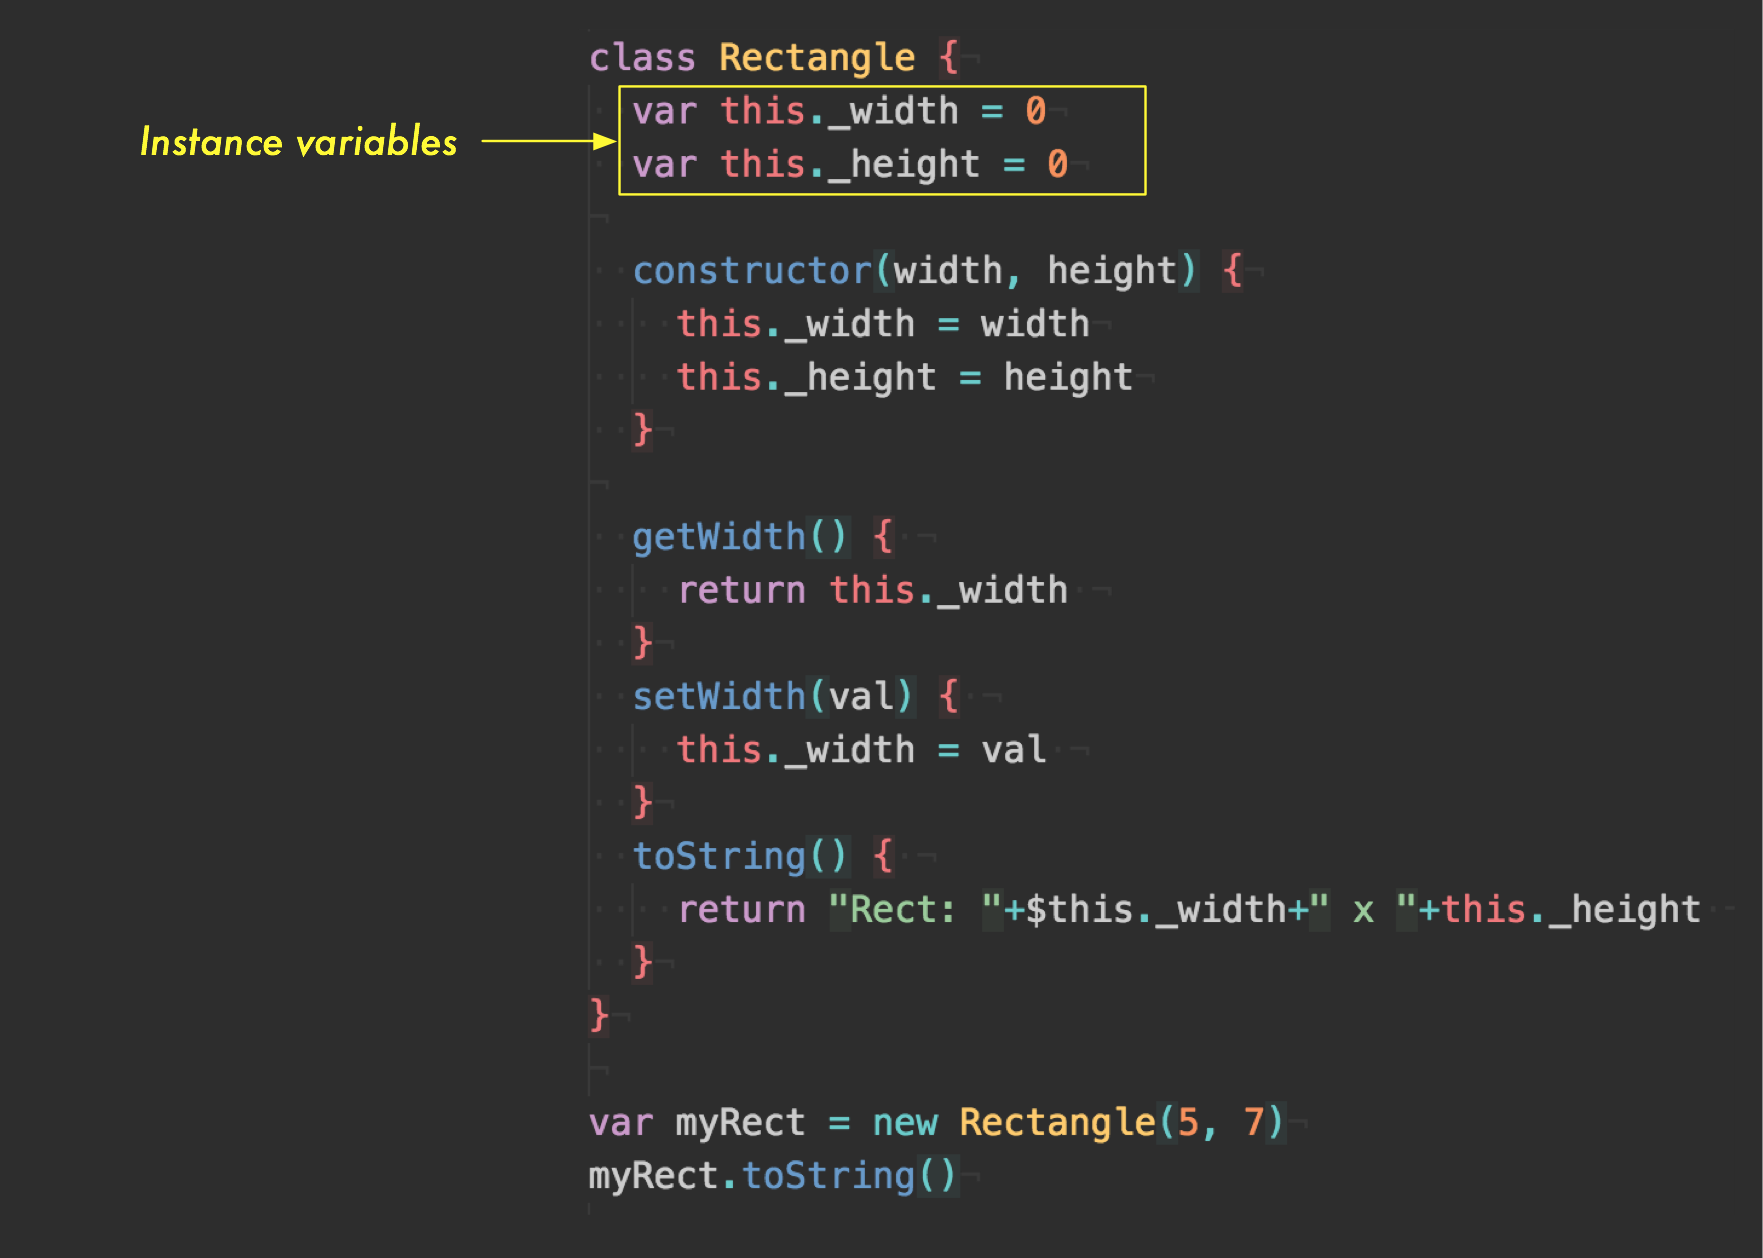 class Rectangle {
Instance variables
var this._width = 0
var this._height = 0
constructor(width, height) {
this._width = width
this._height = height
}
getWidth() {
return this._width
}
setWidth(val) {
this._width = val
}
toString() {
return "Rect: "+$this._width+" x "+this._height
}
}
var myRect = new Rectangle(5, 7)
myRect.toString()